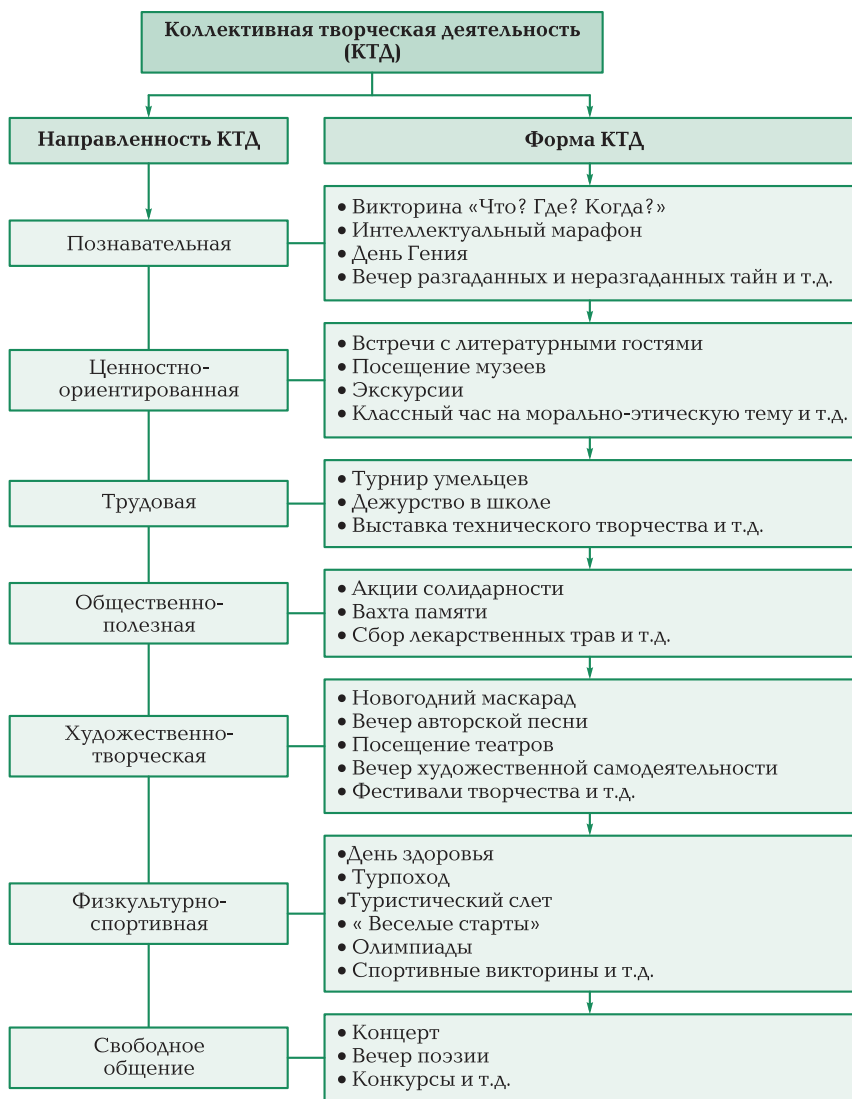 Коллективная творческая деятельность
(КТД)
Направленность КТД
Форма КТД
Познавательная
• Викторина «Что? Где? Когда?»
• Интеллектуальный марафон
• День Гения
• Вечер разгаданных и неразгаданных тайн и т.д.
Ценностно-
ориентированная
• Встречи с литературными гостями
• Посещение музеев
• Экскурсии
• Классный час на морально-этическую тему и т.д.
Трудовая
• Турнир умельцев
• Дежурство в школе
• Выставка технического творчества и т.д.
Общественно-
полезная
• Акции солидарности
• Вахта памяти
• Сбор лекарственных трав и т.д.
Художественно-
творческая
• Новогодний маскарад
• Вечер авторской песни
• Посещение театров
• Вечер художественной самодеятельности
• Фестивали творчества и т.д.
Физкультурно-
спортивная
•День здоровья
• Турпоход
•Туристический слет
• « Веселые старты»
• Олимпиады
• Спортивные викторины и т.д.
Свободное
общение
• Концерт
• Вечер поэзии
• Конкурсы и т.д.